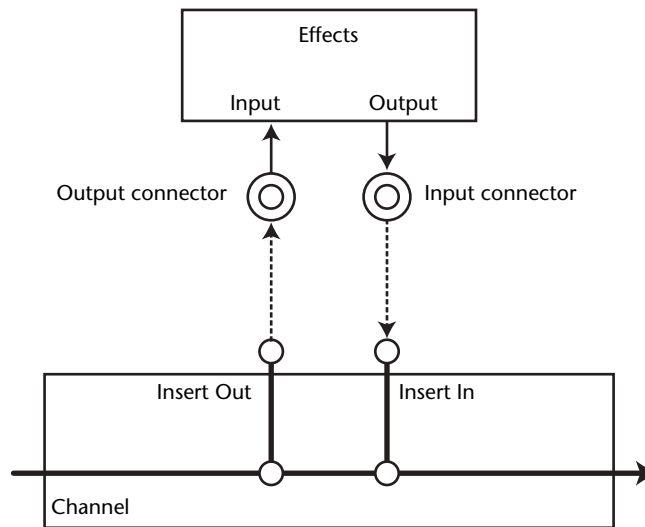 Effects
Input Output
Output connector Input connector
Insert Out Insert In
Channel